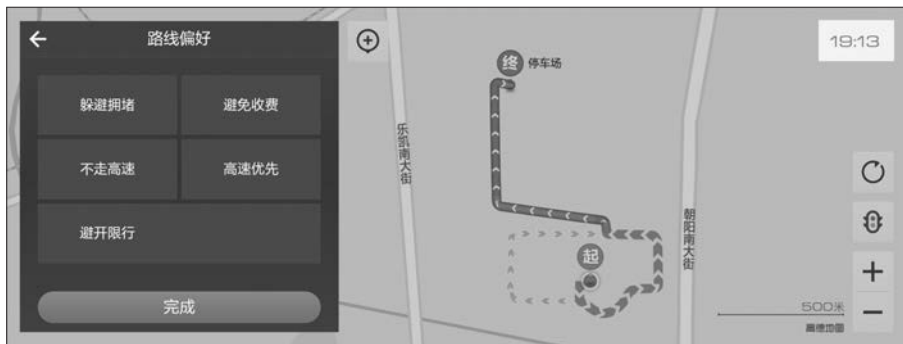 路线偏好
躲避拥堵
避免收费
不走高速
高速优先
避开限行
完成
终
停车场
乐凯南大街
起
朝阳南大街
19:13
500米
高德地图